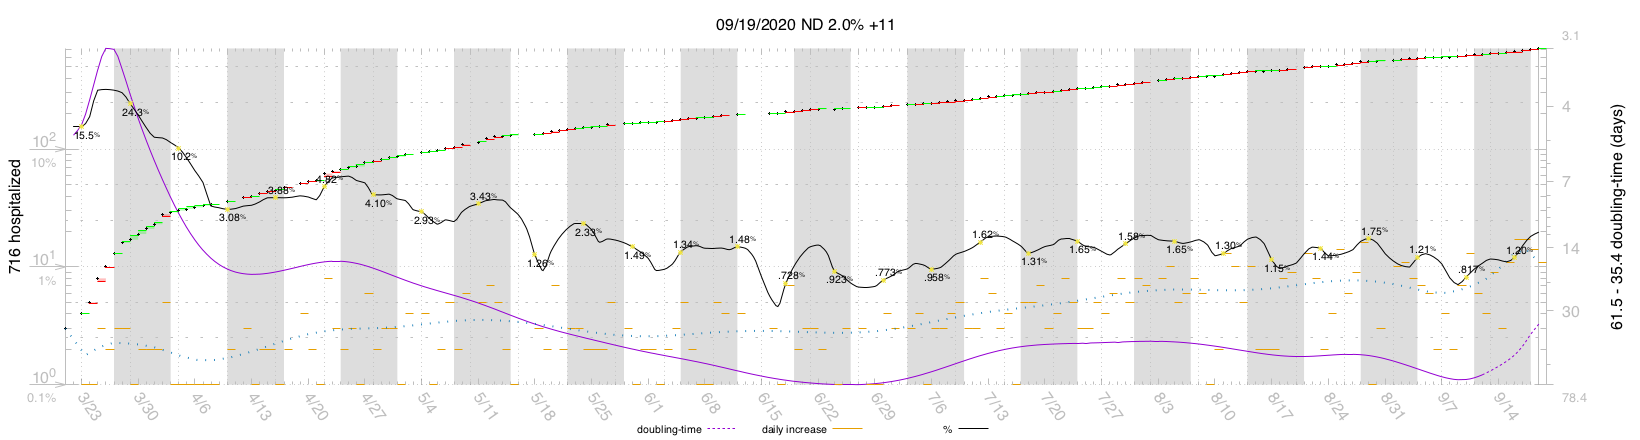 09/19/2020 ND 2.0% +11
716 hospitalized
10² 10% 10¹ 1% 10⁰ 0.1%
15.5% 24.3% 10.2% 3.08% 3.88% 4.82% 4.10% 2.93% 3.43% 1.26% 2.33% 1.49% 1.34% 1.48% .728% .923% .773% .958% 1.62% 1.31% 1.65% 1.58% 1.65% 1.30% 1.15% 1.44% 1.75% 1.21% .817% 1.20%
3.1 4 7 14 30 78.4
61.5 - 35.4 doubling-time (days)
3/23 3/30 4/6 4/13 4/20 4/27 5/4 5/11 5/18 5/25 6/1 6/8 6/15 6/22 6/29 7/6 7/13 7/20 7/27 8/3 8/10 8/17 8/24 8/31 9/7 9/14
doubling-time daily increase %